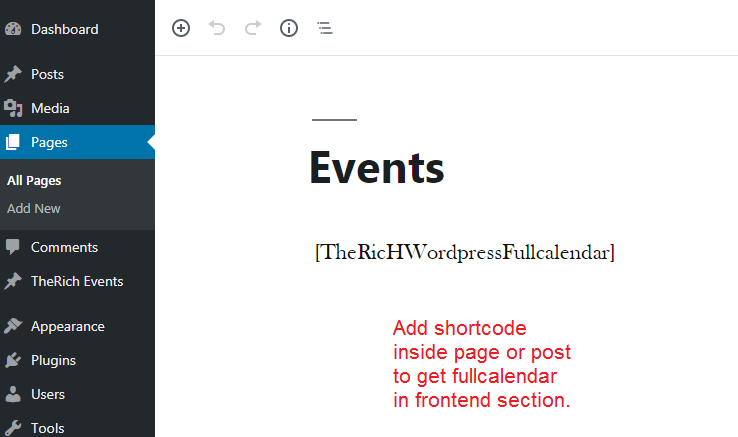 Dashboard
Posts
Media
Pages
All Pages
Add New
Comments
TheRich Events
Appearance
Plugins
Users
Tools
Events
[TheRicHWordpressFullcalendar]
Add shortcode
inside page or post
to get fullcalendar
in frontend section.